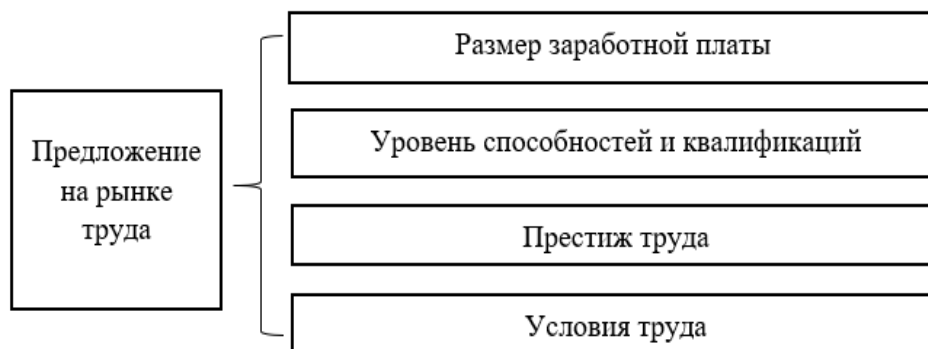 Размер заработной платы
Уровень способностей и квалификаций
Предложение
на рынке
труда
Престиж труда
Условия труда